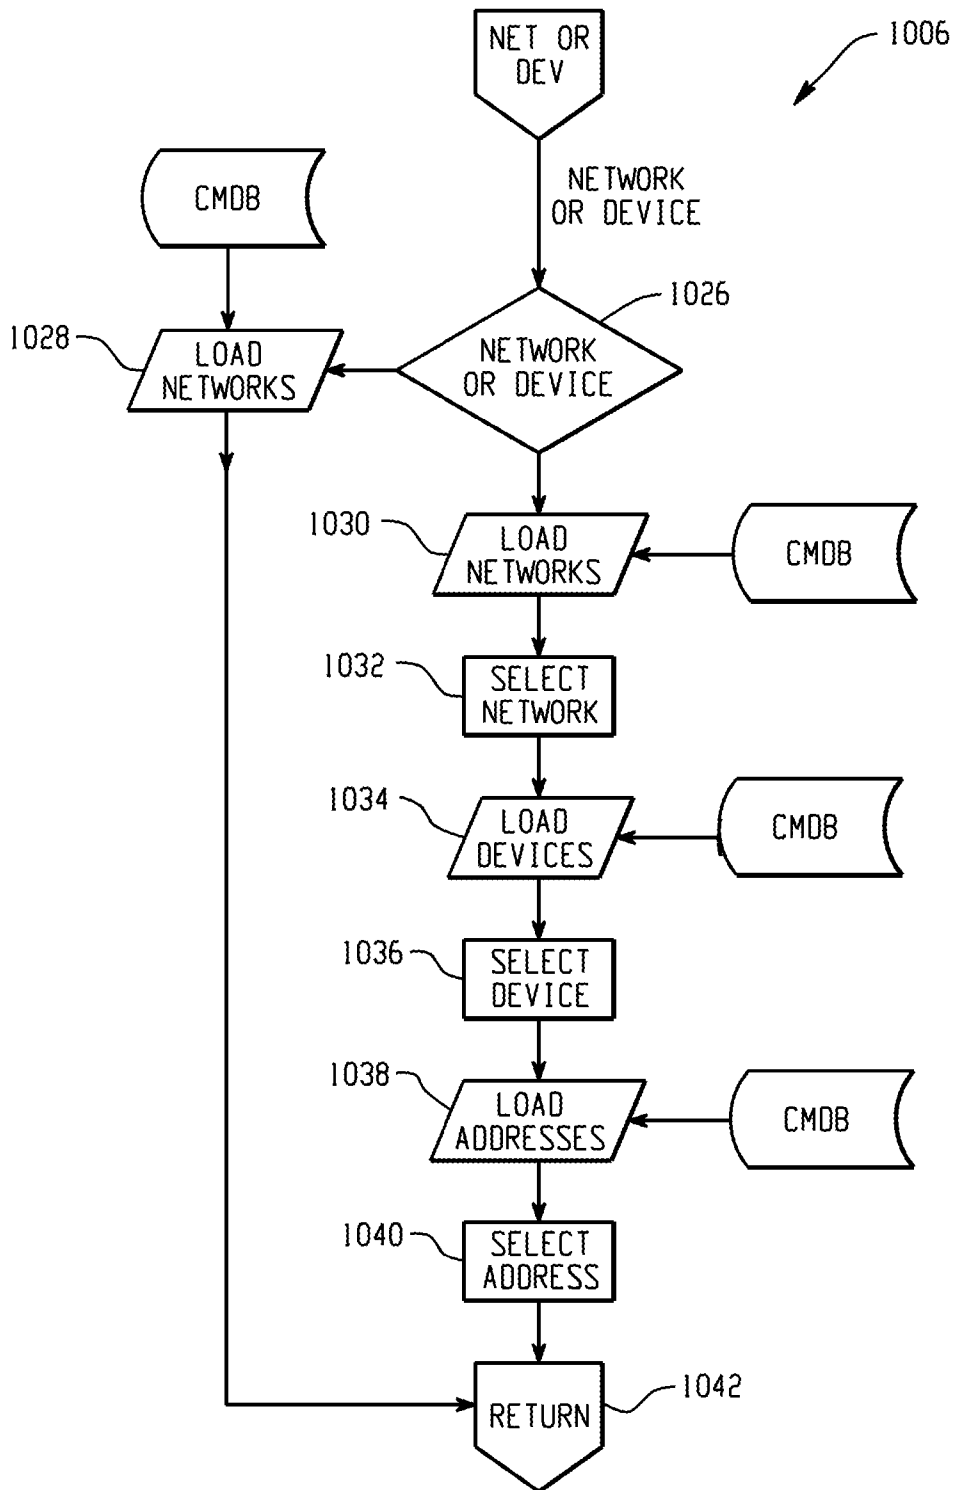 NET OR
DEV
1006
CMDB
NETWORK
OR DEVICE
1026
1028
LOAD
NETWORKS
NETWORK
OR DEVICE
1030
LOAD
NETWORKS
CMDB
1032
SELECT
NETWORK
1034
LOAD
DEVICES
CMDB
1036
SELECT
DEVICE
1038
LOAD
ADDRESSES
CMDB
1040
SELECT
ADDRESS
RETURN
1042